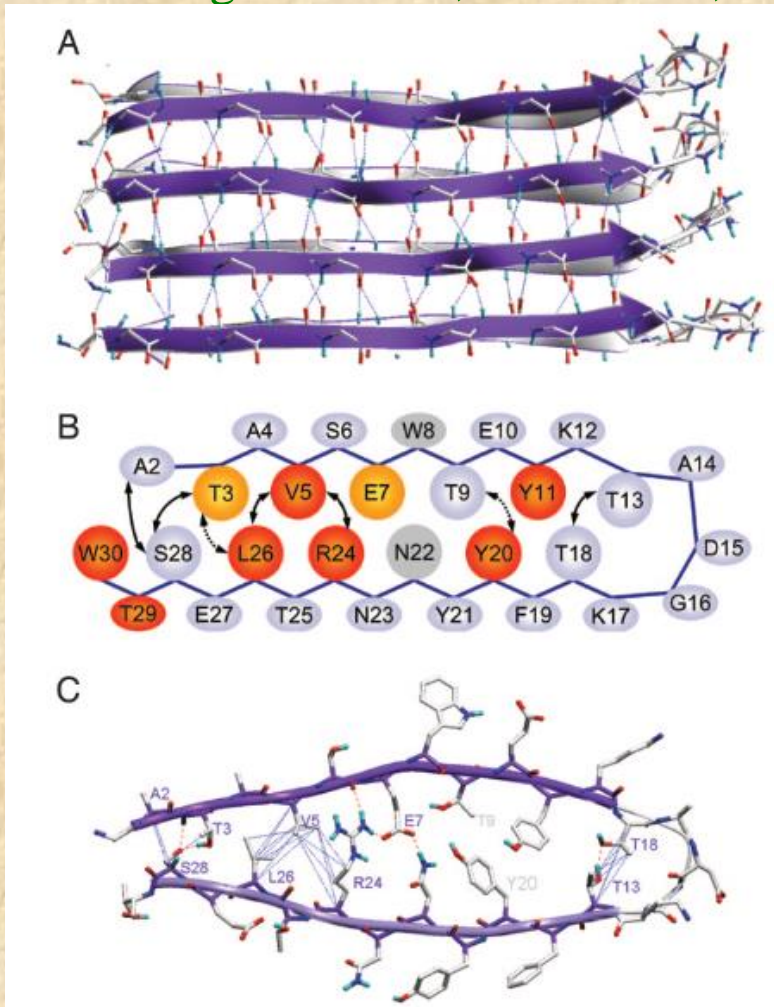 A
B
A4 S6 W8 E10 K12
A2 A14
T3 V5 E7 T9 Y11 T13
W30 S28 L26 R24 N22 Y20 T18 D15
T29 E27 T25 N23 Y21 F19 K17 G16
C
A2
T3 V5 E7 T9
S28 L26 R24 Y20 T18
T13